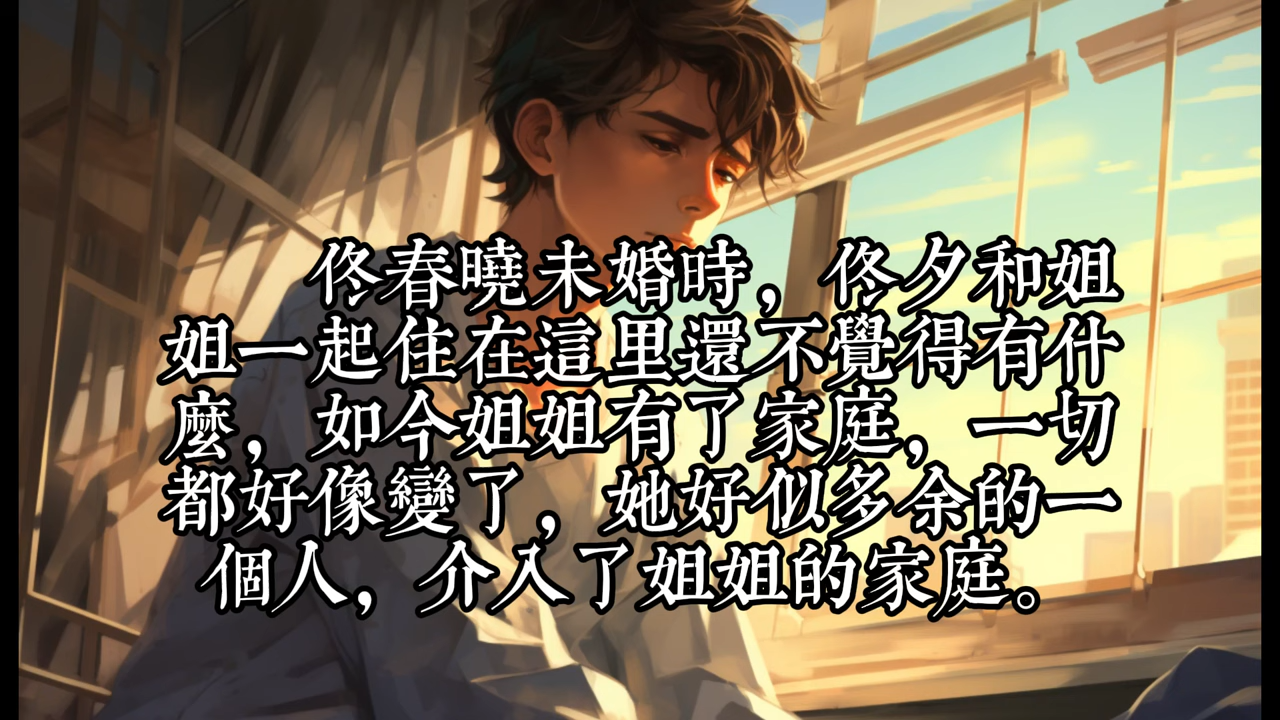 佟春曉未婚時，佟夕和姐
姐一起住在這里還不覺得有什
麼，如今姐姐有了家庭，一切
都好像變了，她好似多余的一
個人，介入了姐姐的家庭。